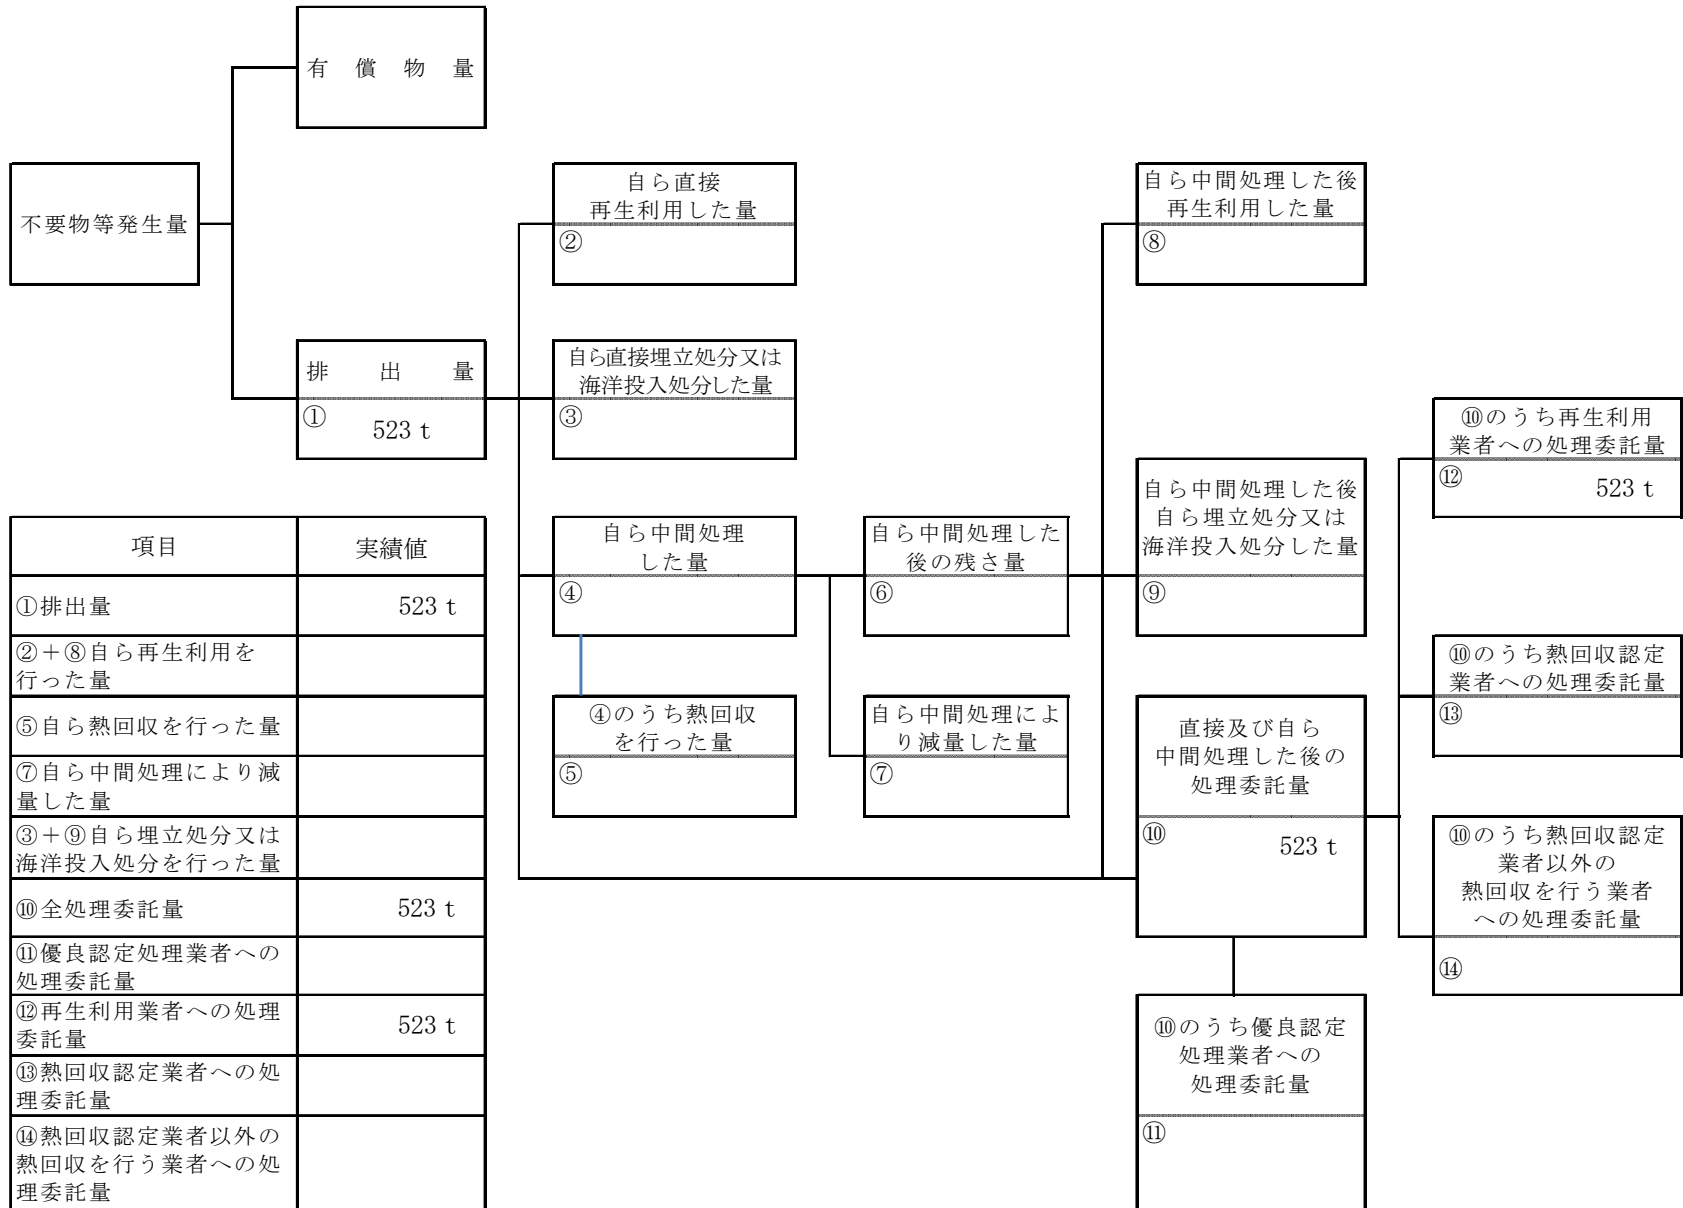 有償物量
不要物等発生量
自ら直接
再生利用した量
②
自ら中間処理した後
再生利用した量
⑧
排出量
①
523 t
自ら直接埋立処分又は
海洋投入処分した量
③
⑩のうち再生利用
業者への処理委託量
⑫
523 t
自ら中間処理
した量
④
自ら中間処理した
後の残さ量
⑥
自ら中間処理した後
自ら埋立処分又は
海洋投入処分した量
⑨
⑩のうち熱回収認定
業者への処理委託量
⑬
④のうち熱回収
を行った量
⑤
自ら中間処理によ
り減量した量
⑦
直接及び自ら
中間処理した後の
処理委託量
⑩
523 t
⑩のうち熱回収認定
業者以外の
熱回収を行う業者
への処理委託量
⑭
⑩のうち優良認定
処理業者への
処理委託量
⑪
項目 実績値
①排出量 523 t
②+⑧自ら再生利用を
行った量
⑤自ら熱回収を行った量
⑦自ら中間処理により減
量した量
③+⑨自ら埋立処分又は
海洋投入処分を行った量
⑩全処理委託量 523 t
⑪優良認定処理業者への
処理委託量
⑫再生利用業者への処理
委託量 523 t
⑬熱回収認定業者への処
理委託量
⑭熱回収認定業者以外の
熱回収を行う業者への処
理委託量